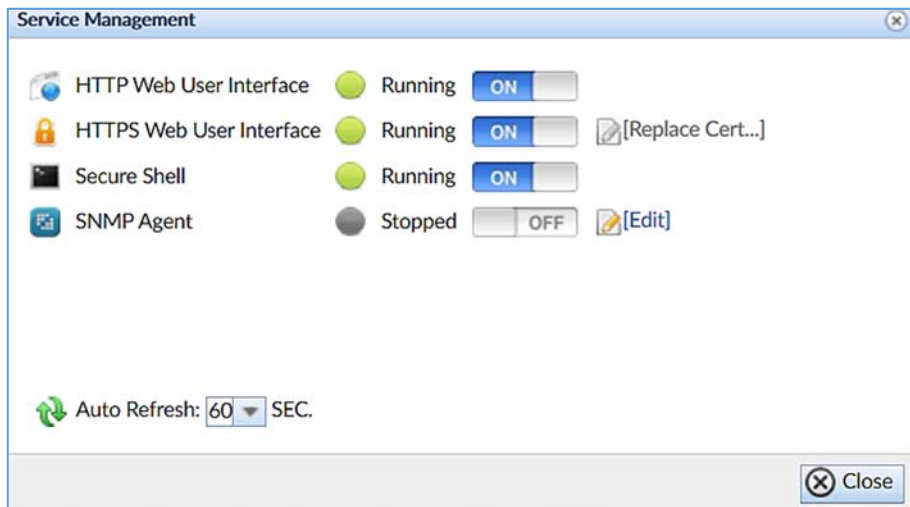 Service Management
HTTP Web User Interface Running ON
HTTPS Web User Interface Running ON [Replace Cert...]
Secure Shell Running ON
SNMP Agent Stopped OFF [Edit]
Auto Refresh: 60 SEC.
Close